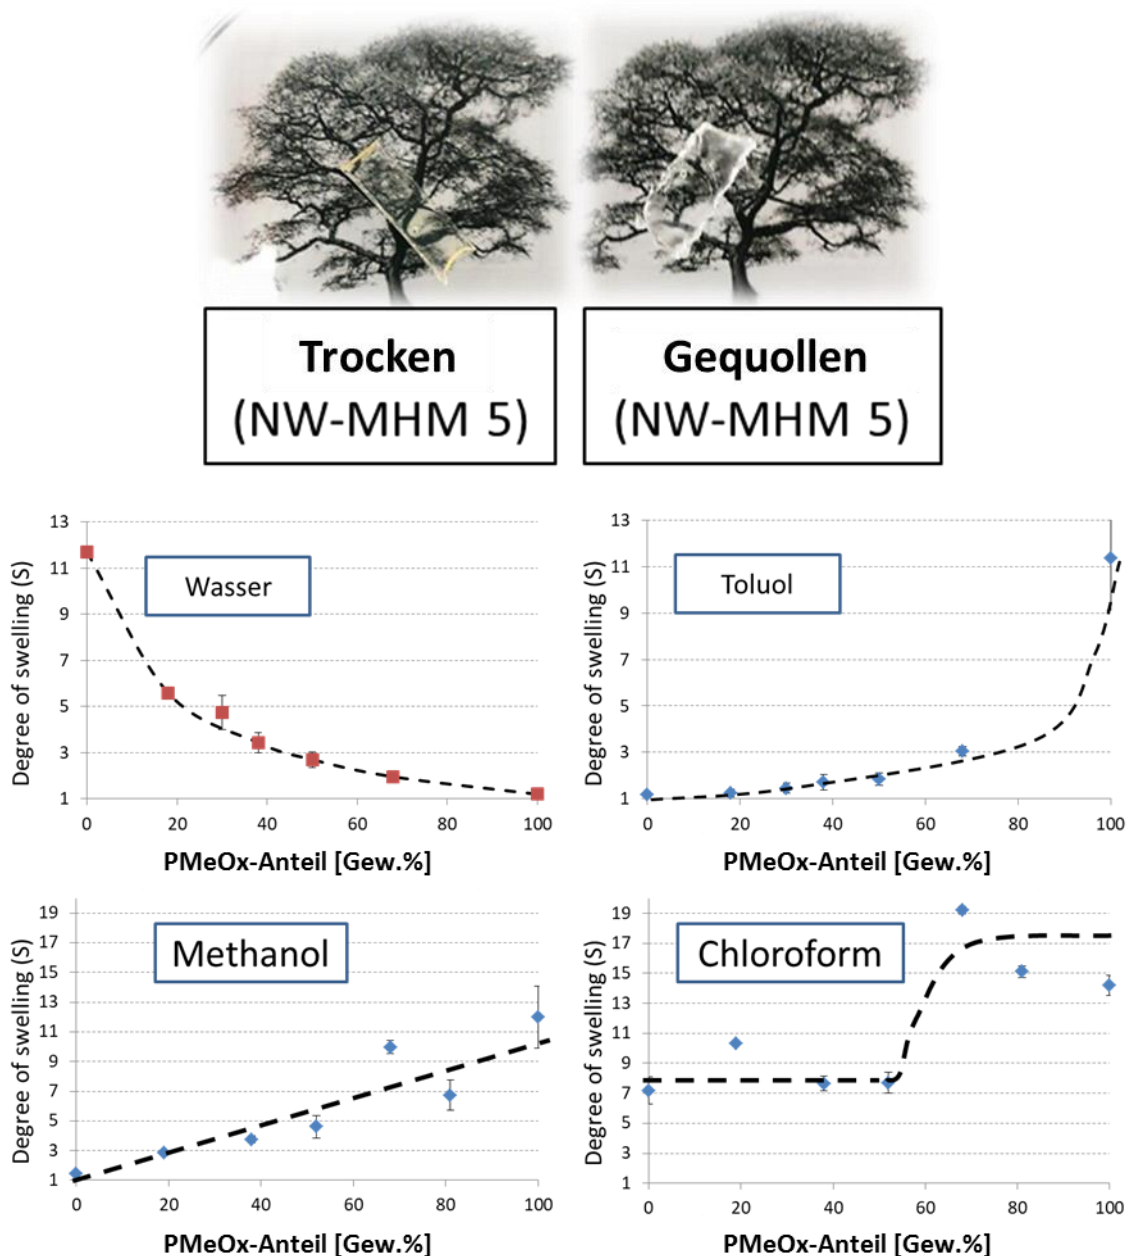 Trocken
(NW-MHM 5)
Gequollen
(NW-MHM 5)
13
11
9
7
5
3
1
Degree of swelling (S)
Wasser
0 20 40 60 80 100
PMeOx-Anteil [Gew.%]
13
11
9
7
5
3
1
Degree of swelling (S)
Toluol
0 20 40 60 80 100
PMeOx-Anteil [Gew.%]
19
17
15
13
11
9
7
5
3
1
Degree of swelling (S)
Methanol
0 20 40 60 80 100
PMeOx-Anteil [Gew.%]
19
17
15
13
11
9
7
5
3
1
Degree of swelling (S)
Chloroform
0 20 40 60 80 100
PMeOx-Anteil [Gew.%]